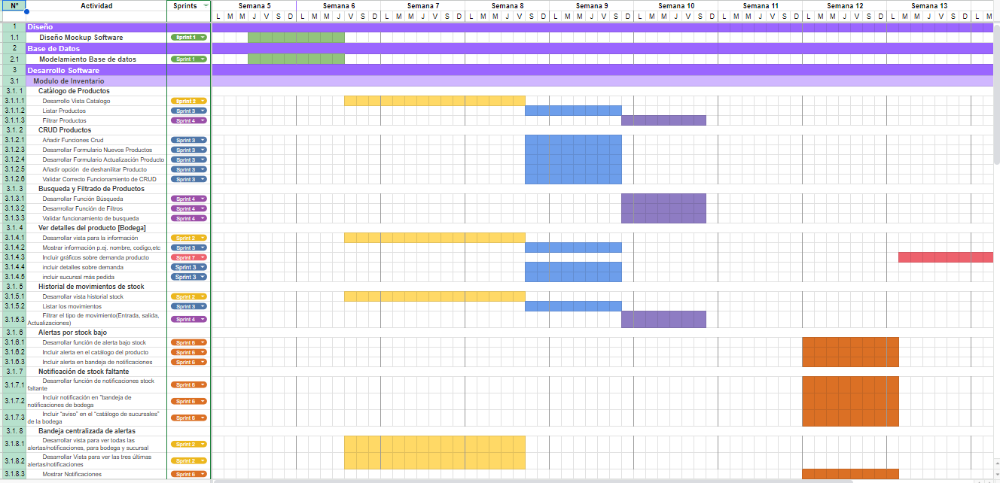 N° Actividad Sprints Semana 5 Semana 6 Semana 7 Semana 8 Semana 9 Semana 10 Semana 11 Semana 12 Semana 13
L M M J V S D L M M J V S D L M M J V S D L M M J V S D L M M J V S D L M M J V S D L M M J V S D L M M J V S D L M M J V S D L M
1 Diseño
1.1 Diseño Mockup Software Sprint 1
2 Base de Datos
2.1 Modelamiento Base de datos Sprint 1
3 Desarrollo Software
3.1 Modulo de Inventario
3.1. 1 Catálogo de Productos
3.1.1.1 Desarrollo Vista Catalogo Sprint 2
3.1.1.2 Listar Productos Sprint 3
3.1.1.3 Filtrar Productos Sprint 4
3.1. 2 CRUD Productos
3.1.2.1 Añadir Funciones Crud Sprint 3
3.1.2.3 Desarrollar Formulario Nuevos Productos Sprint 3
3.1.2.4 Desarrollar Formulario Actualización Producto Sprint 3
3.1.2.5 Añadir opción de deshanilitar Producto Sprint 3
3.1.2.6 Validar Correcto Funcionamiento de CRUD Sprint 3
3.1. 3 Busqueda y Filtrado de Productos
3.1.3.1 Desarrollar Función Búsqueda Sprint 4
3.1.3.2 Desarrrollar Función de Filtros Sprint 4
3.1.3.3 Validar funcionamiento de busqueda Sprint 4
3.1. 4 Ver detalles del producto [Bodega]
3.1.4.1 Desarrollar vista para la información Sprint 2
3.1.4.2 Mostrar información p.ej. nombre, codigo,etc Sprint 3
3.1.4.3 Incluir gráficos sobre demanda producto Sprint 7
3.1.4.4 incluir detalles sobre demanda Sprint 3
3.1.4.5 incluir sucursal más pedida Sprint 3
3.1. 5 Historial de movimientos de stock
3.1.5.1 Desarrollar vista historial stock Sprint 2
3.1.5.2 Listar los movimientos Sprint 3
3.1.5.3 Filtrar el tipo de movimiento(Entrada, salida, Sprint 4
Actualizaciones)
3.1. 6 Alertas por stock bajo
3.1.6.1 Desarrollar función de alerta bajo stock Sprint 6
3.1.6.2 Incluir alerta en el catálogo del producto Sprint 6
3.1.6.3 Incluir alerta en bandeja de notificaciones Sprint 6
3.1. 7 Notificación de stock faltante
3.1.7.1 Desarrollar función de notificaciones stock Sprint 6
faltante
3.1.7.2 Incluir notificación en "bandeja de Sprint 6
notificaciones de bodega
3.1.7.3 Incluir "aviso" en el "catálogo de sucursales" Sprint 6
de la bodega
3.1. 8 Bandeja centralizada de alertas
3.1.8.1 Desarrollar vista para ver todas las Sprint 2
alertas/notificaciones, para bodega y sucursal
3.1.8.2 Desarrollar Vista para ver las tres últimas Sprint 2
alertas/notificaciones
3.1.8.3 Mostrar Notificaciones Sprint 6